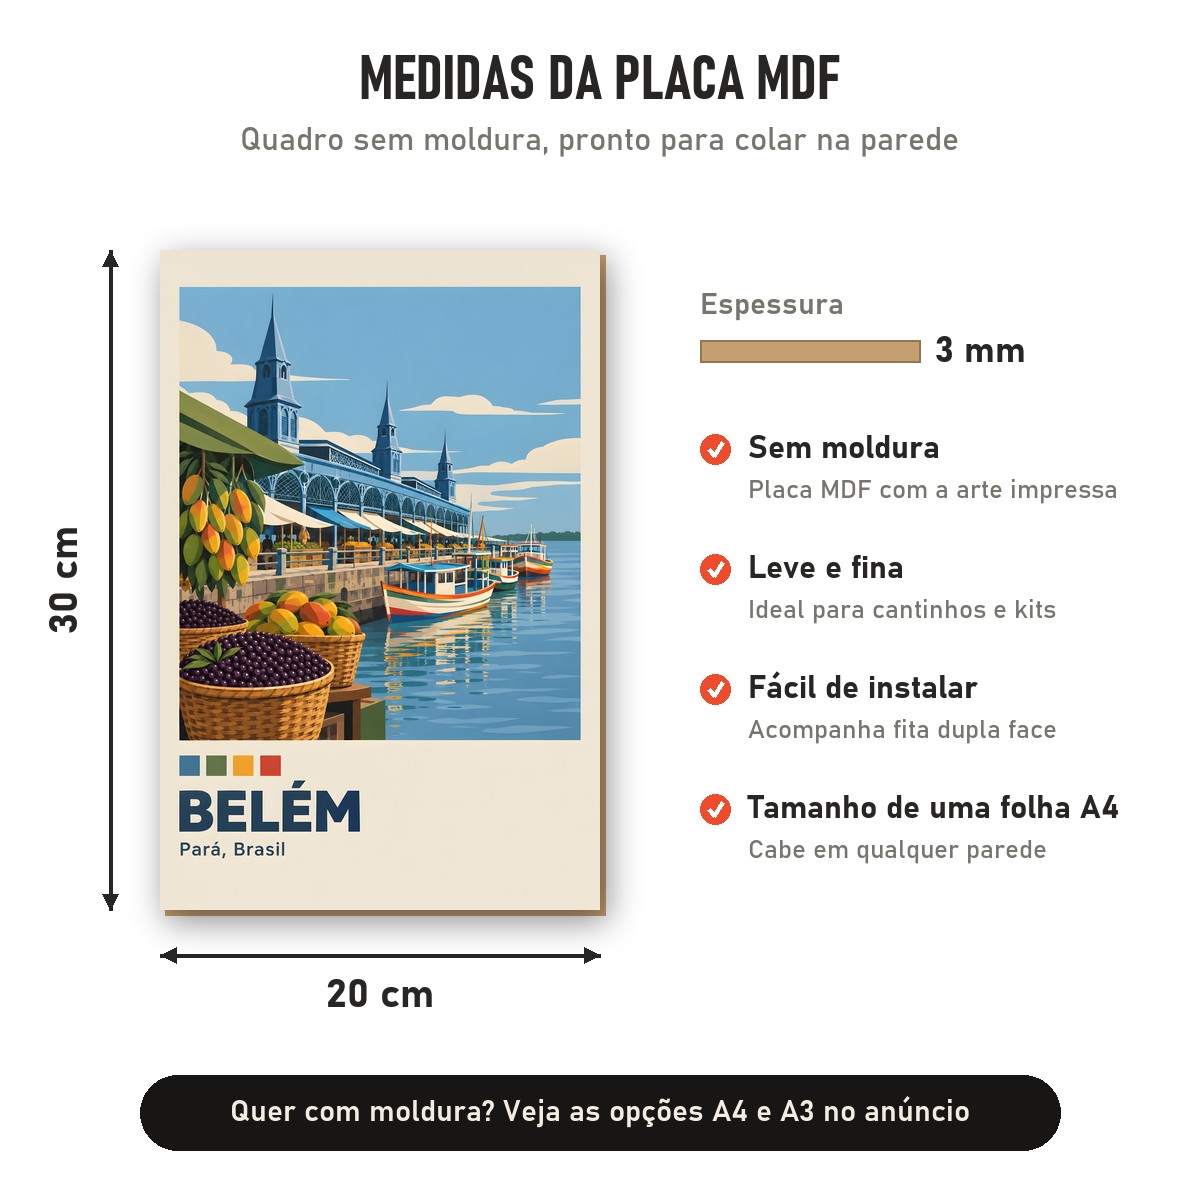 MEDIDAS DA PLACA MDF
Quadro sem moldura, pronto para colar na parede
30 cm
BELÉM
Pará, Brasil
20 cm
Espessura
3 mm
Sem moldura
Placa MDF com a arte impressa
Leve e fina
Ideal para cantinhos e kits
Fácil de instalar
Acompanha fita dupla face
Tamanho de uma folha A4
Cabe em qualquer parede
Quer com moldura? Veja as opções A4 e A3 no anúncio